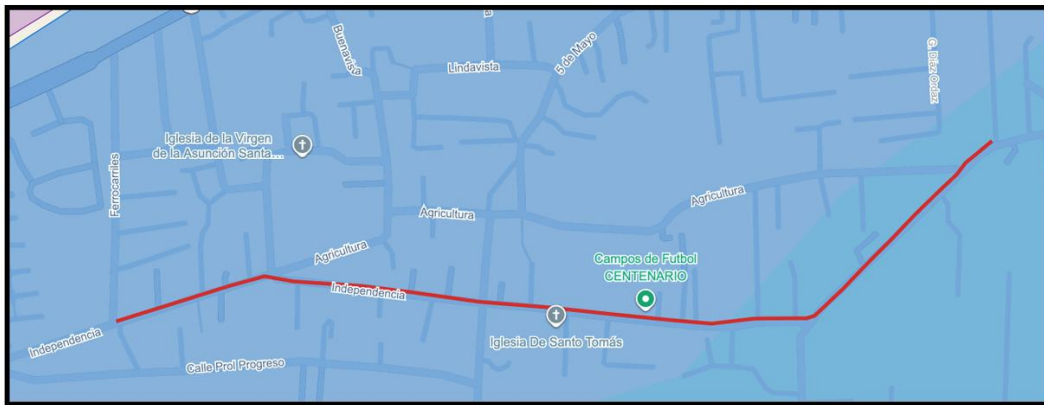 Buenavista
5 de Mayo
Lindavista
G. Díaz Ordaz
Iglesia de la Virgen
de la Asunción Santa...
Ferrocarriles
Agricultura
Agricultura
Agricultura
Campos de Futbol
CENTENARIO
Independencia
Independencia
Iglesia De Santo Tomás
Calle Prol Progreso